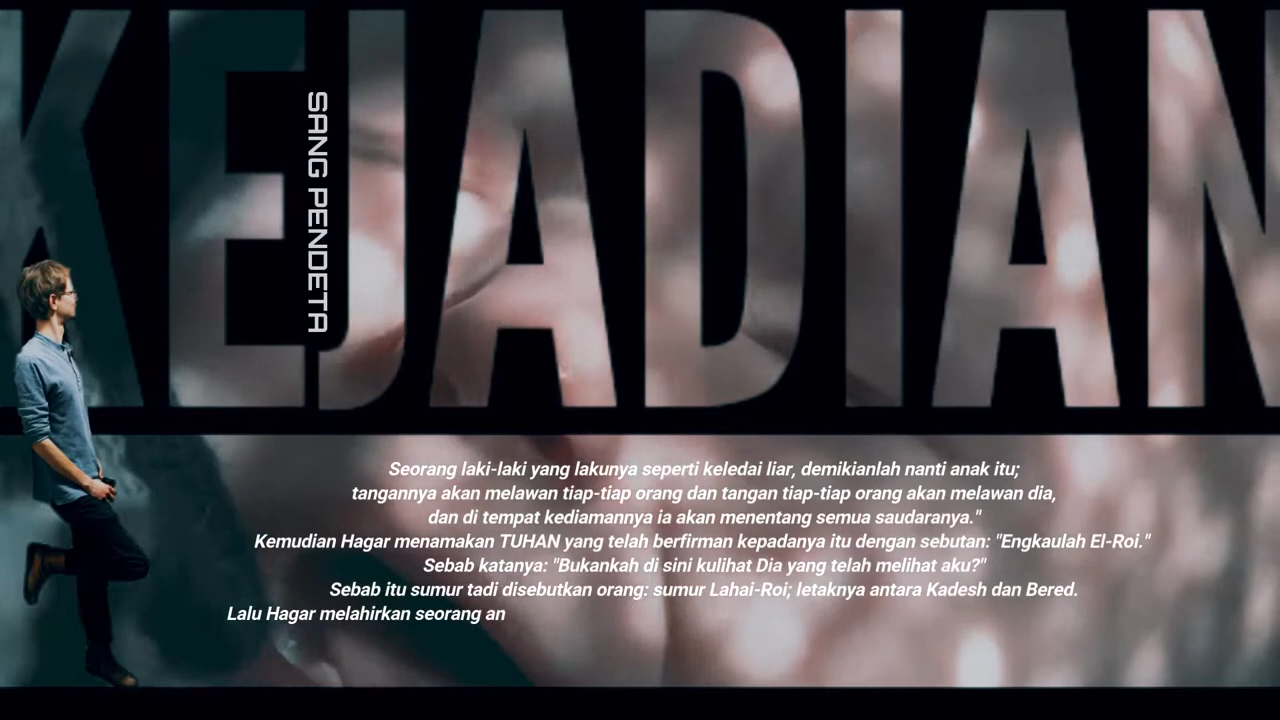 KEJADIAN
SANG PENDETA
Seorang laki-laki yang lakunya seperti keledai liar, demikianlah nanti anak itu;
tangannya akan melawan tiap-tiap orang dan tangan tiap-tiap orang akan melawan dia,
dan di tempat kediamannya ia akan menentang semua saudaranya."
Kemudian Hagar menamakan TUHAN yang telah berfirman kepadanya itu dengan sebutan: "Engkaulah El-Roi."
Sebab katanya: "Bukankah di sini kulihat Dia yang telah melihat aku?"
Sebab itu sumur tadi disebutkan orang: sumur Lahai-Roi; letaknya antara Kadesh dan Bered.
Lalu Hagar melahirkan seorang an